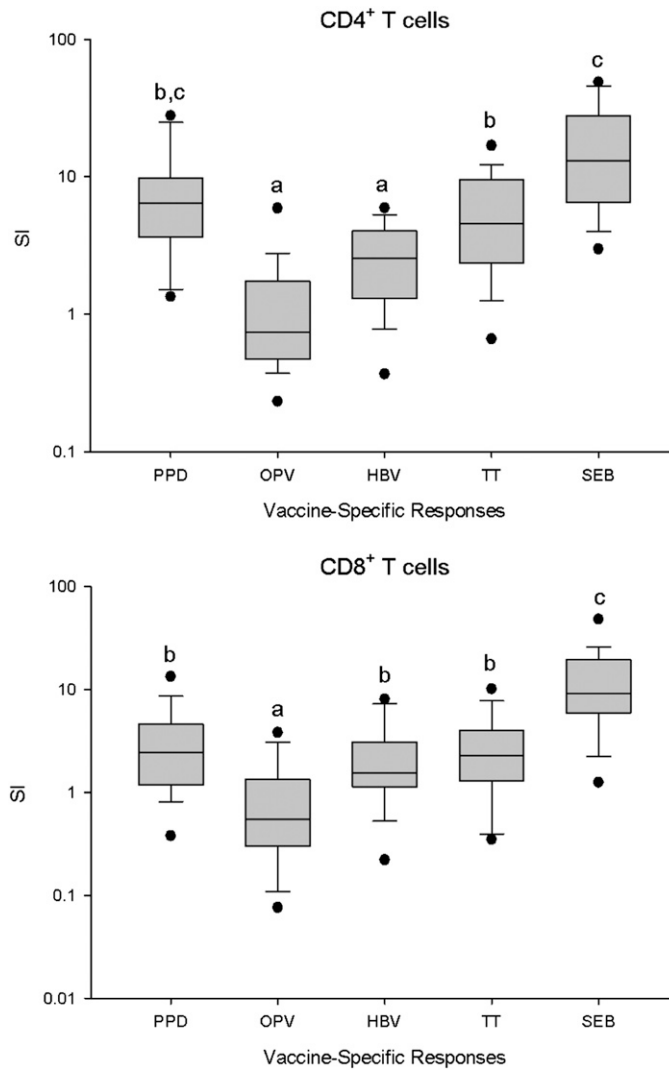 CD4⁺ T cells
100
10
1
0.1
SI
b,c
a
a
b
c
PPD OPV HBV TT SEB
Vaccine-Specific Responses
CD8⁺ T cells
100
10
1
0.1
0.01
SI
b
a
b
b
c
PPD OPV HBV TT SEB
Vaccine-Specific Responses